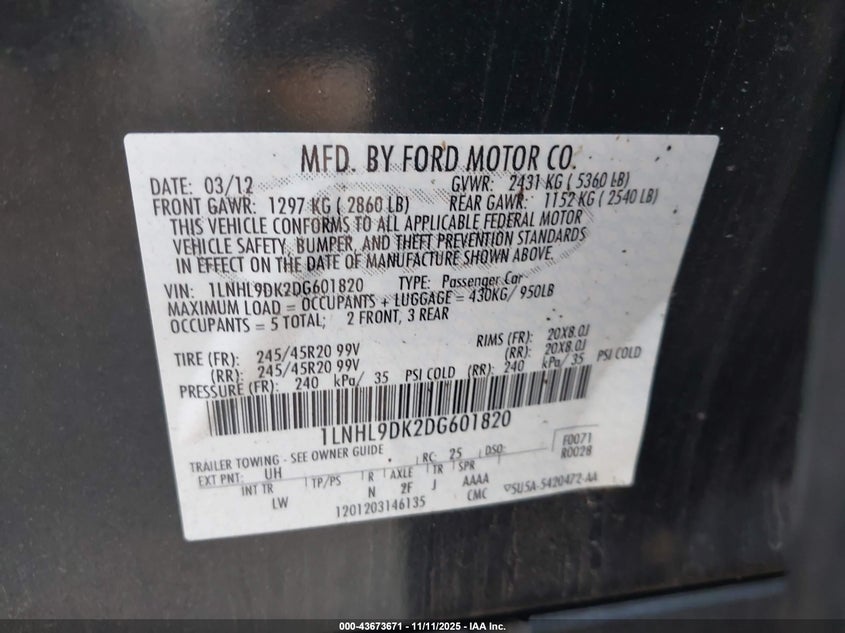 MFD. BY FORD MOTOR CO.
DATE: 03/12 GVWR: 2431 KG ( 5360 LB)
FRONT GAWR: 1297 KG ( 2860 LB) REAR GAWR: 1152 KG ( 2540 LB)
THIS VEHICLE CONFORMS TO ALL APPLICABLE FEDERAL MOTOR
VEHICLE SAFETY, BUMPER, AND THEFT PREVENTION STANDARDS
IN EFFECT ON THE DATE OF MANUFACTURE SHOWN ABOVE.
VIN: 1LNHL9DK2DG601820 TYPE: Passenger Car
MAXIMUM LOAD = OCCUPANTS + LUGGAGE = 430KG/ 950LB
OCCUPANTS = 5 TOTAL; 2 FRONT, 3 REAR
TIRE (FR): 245/45R20 99V RIMS (FR): 20X8.0J
(RR): 245/45R20 99V (RR): 20X8.0J
PRESSURE (FR): 240 kPa/ 35 PSI COLD (RR): 240 kPa/ 35 PSI COLD
1LNHL9DK2DG601820
F0071
R0028
TRAILER TOWING - SEE OWNER GUIDE RC: 25 DSO:
EXT PNT: UH
INT TR TP/PS R AXLE TR SPR
LW N 2F J AAAA
CMC 5U5A-5420472-AA
1201203146135
000-43673671 - 11/11/2025 - IAA Inc.